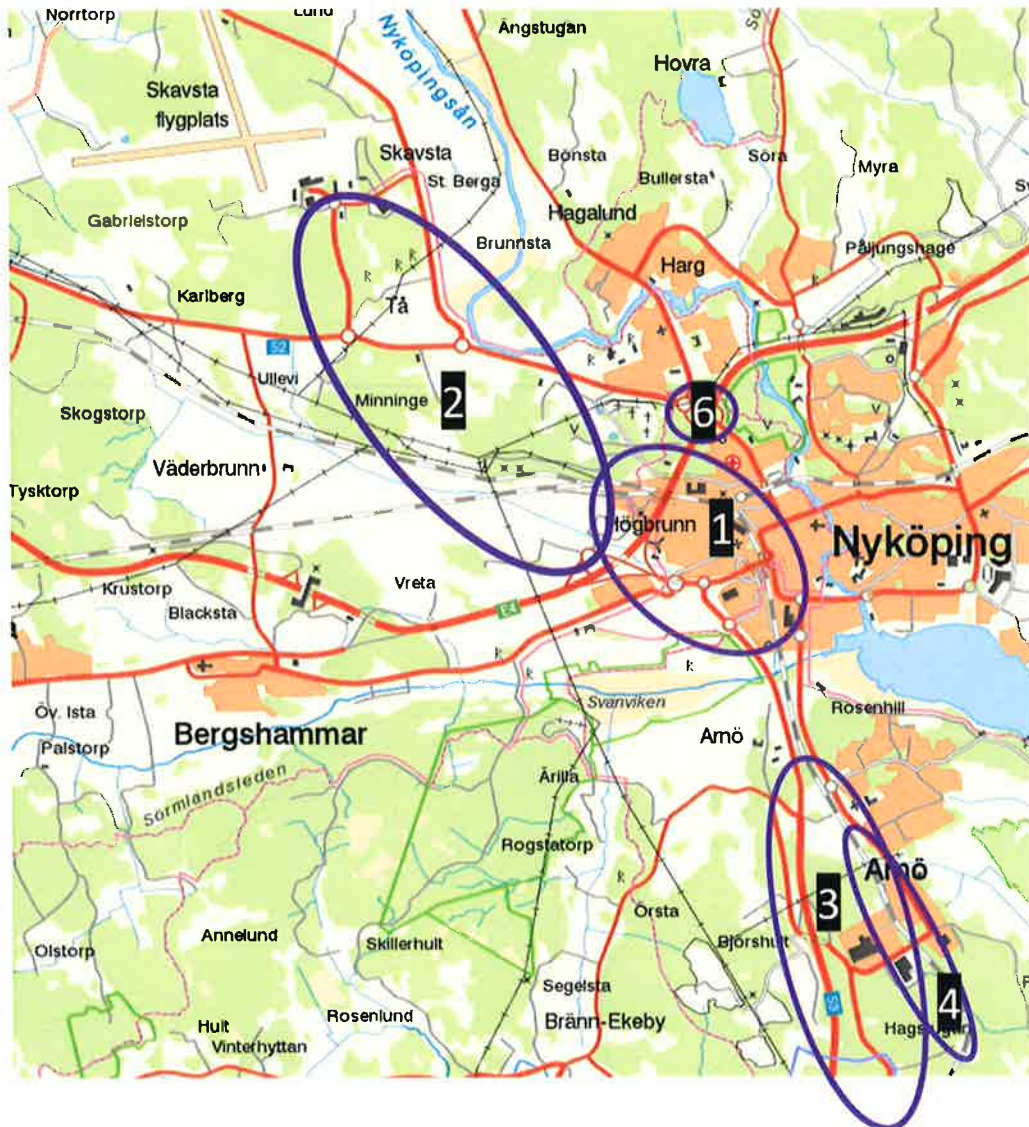 Norrtorp
Lund
Ängstugan
Nyköpingsån
Hovra
Skavsta
flygplats
Skavsta
St. Berga
Bönsta
Söra
Myra
Bullersta
Gabrielstorp
Hagalund
Brunnsta
Påljungshage
Harg
Karlberg
Tå
52
Ullevi
Minninge
2
6
Skogstorp
Väderbrunn
Tysktorp
Högbrunn
1
Nyköping
Krustorp
Vreta
Blacksta
E4
Svanviken
Rosenhill
Öv. Ista
Bergshammar
Arnö
Palstorp
Ärilla
Sörmlandsleden
Rogstatorp
Arnö
3
Örsta
Olstorp
Annelund
Skillerhult
Björshult
Segelsta
4
53
Rosenlund
Bränn-Ekeby
Hult
Vinterhyttan